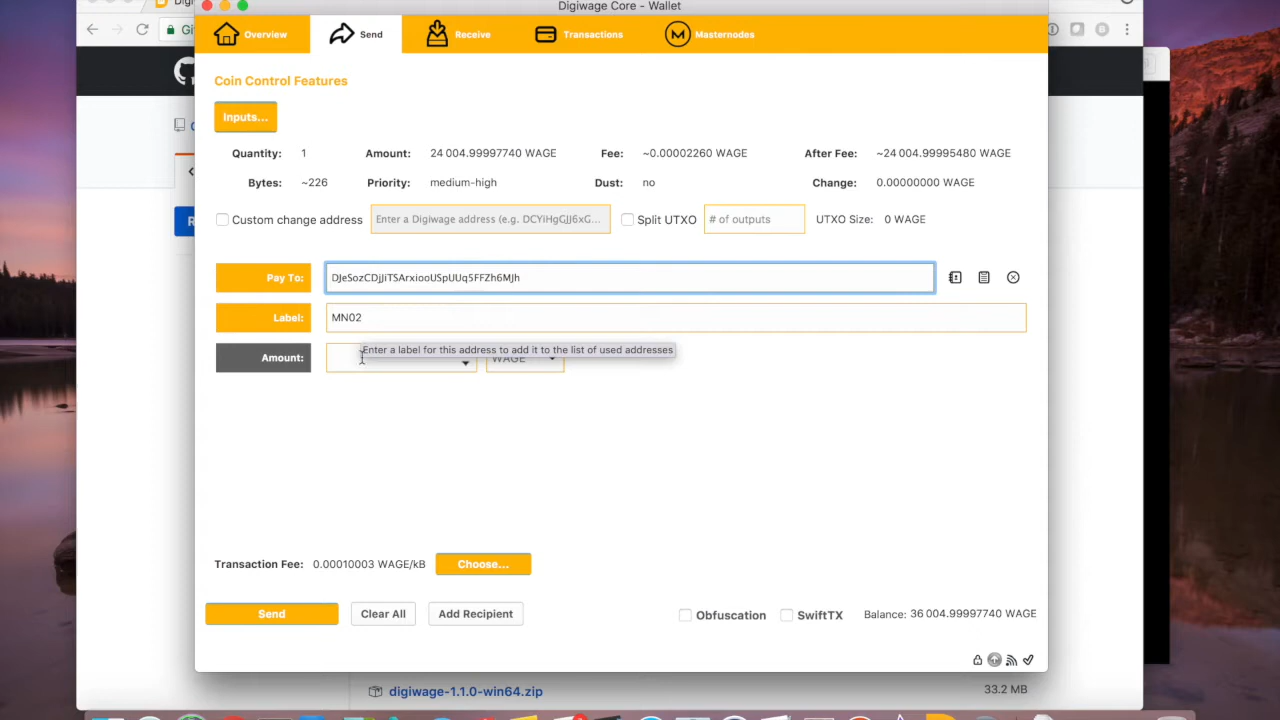 Digiwage Core - Wallet
Overview
Send
Receive
Transactions
M Masternodes
Coin Control Features
Inputs...
Quantity: 1 Amount: 24 004.99997740 WAGE Fee: ~0.00002260 WAGE After Fee: ~24 004.99995480 WAGE
Bytes: ~226 Priority: medium-high Dust: no Change: 0.00000000 WAGE
Custom change address Enter a Digiwage address (e.g. DCYiHgGJJ6xG... Split UTXO # of outputs UTXO Size: 0 WAGE
Pay To: DJeSozCDjJiTSArxiooUSpUUq5FFZh6MJh
Label: MN02
Enter a label for this address to add it to the list of used addresses
Amount: WAGE
Transaction Fee: 0.00010003 WAGE/kB Choose...
Send Clear All Add Recipient Obfuscation SwiftTX Balance: 36 004.99997740 WAGE
digiwage-1.1.0-win64.zip 33.2 MB